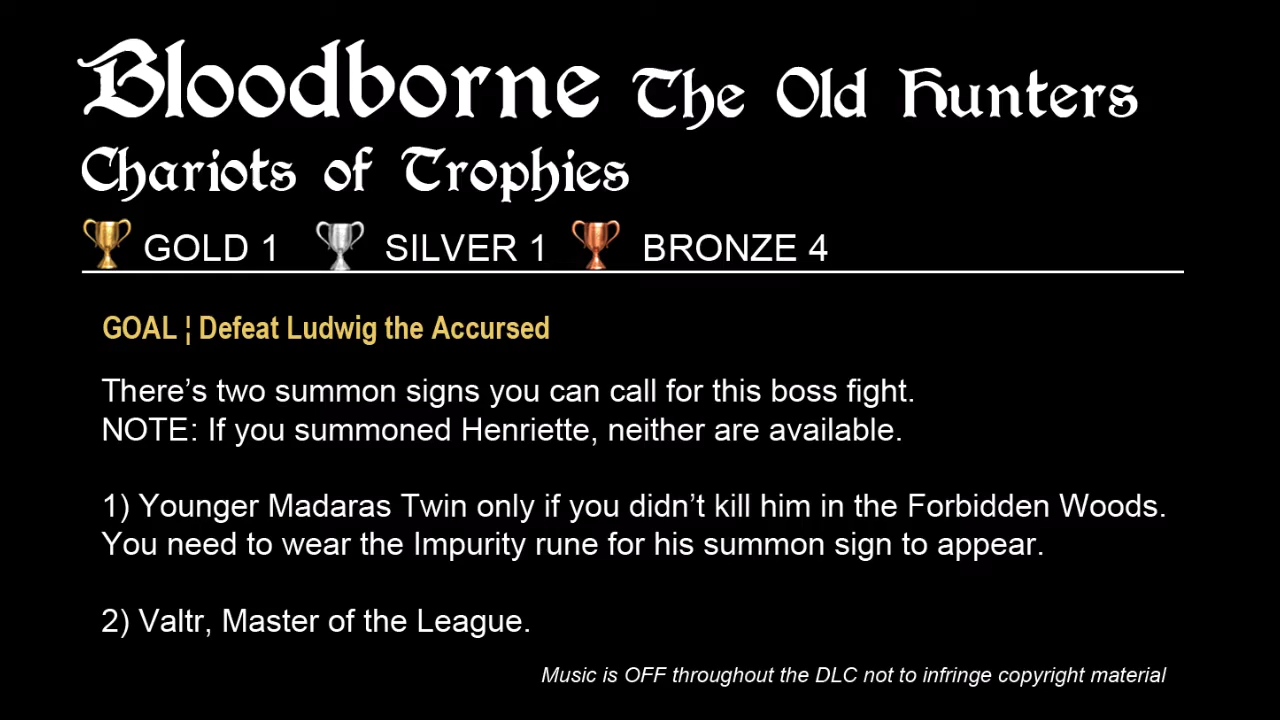 Bloodborne The Old Hunters
Chariots of Trophies
GOLD 1 SILVER 1 BRONZE 4
GOAL ¦ Defeat Ludwig the Accursed
There’s two summon signs you can call for this boss fight.
NOTE: If you summoned Henriette, neither are available.
1) Younger Madaras Twin only if you didn’t kill him in the Forbidden Woods.
You need to wear the Impurity rune for his summon sign to appear.
2) Valtr, Master of the League.
Music is OFF throughout the DLC not to infringe copyright material